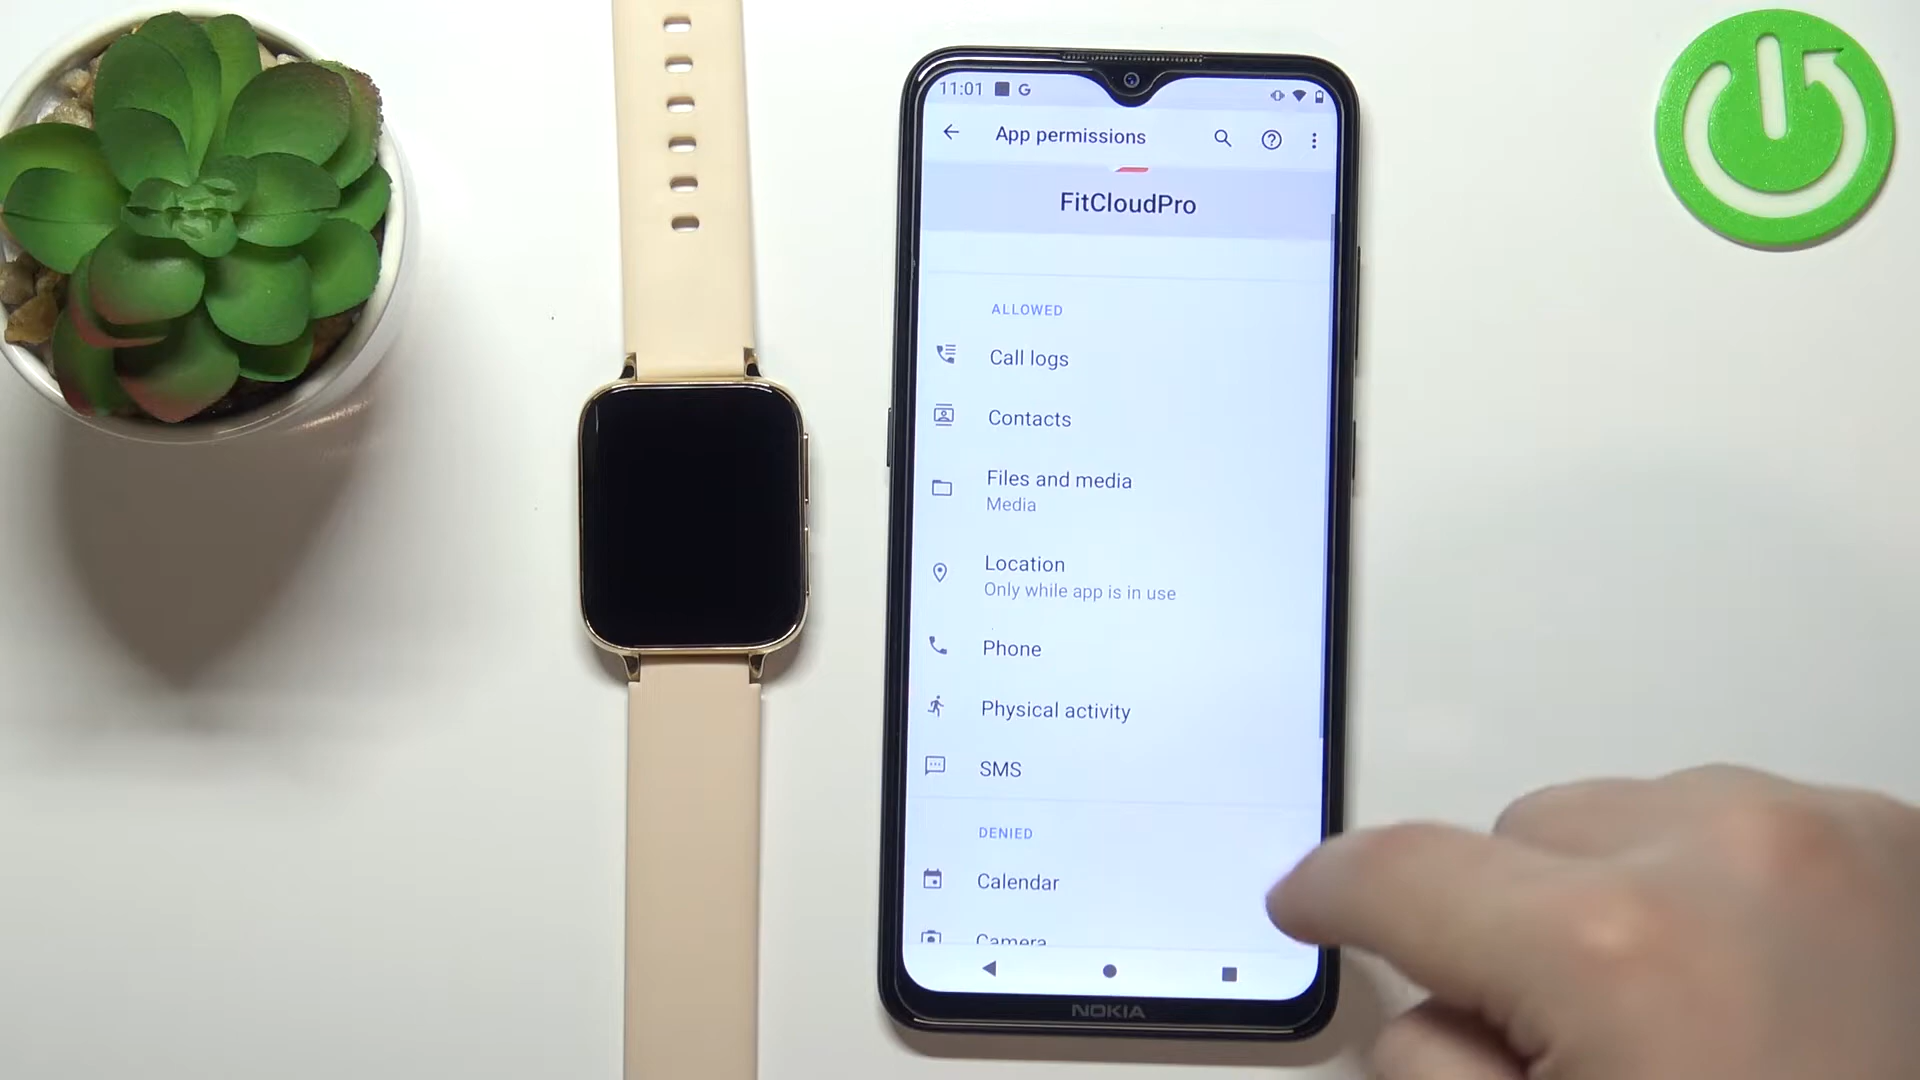 11:01 G
App permissions
FitCloudPro
ALLOWED
Call logs
Contacts
Files and media
Media
Location
Only while app is in use
Phone
Physical activity
SMS
DENIED
Calendar
Camera
NOKIA